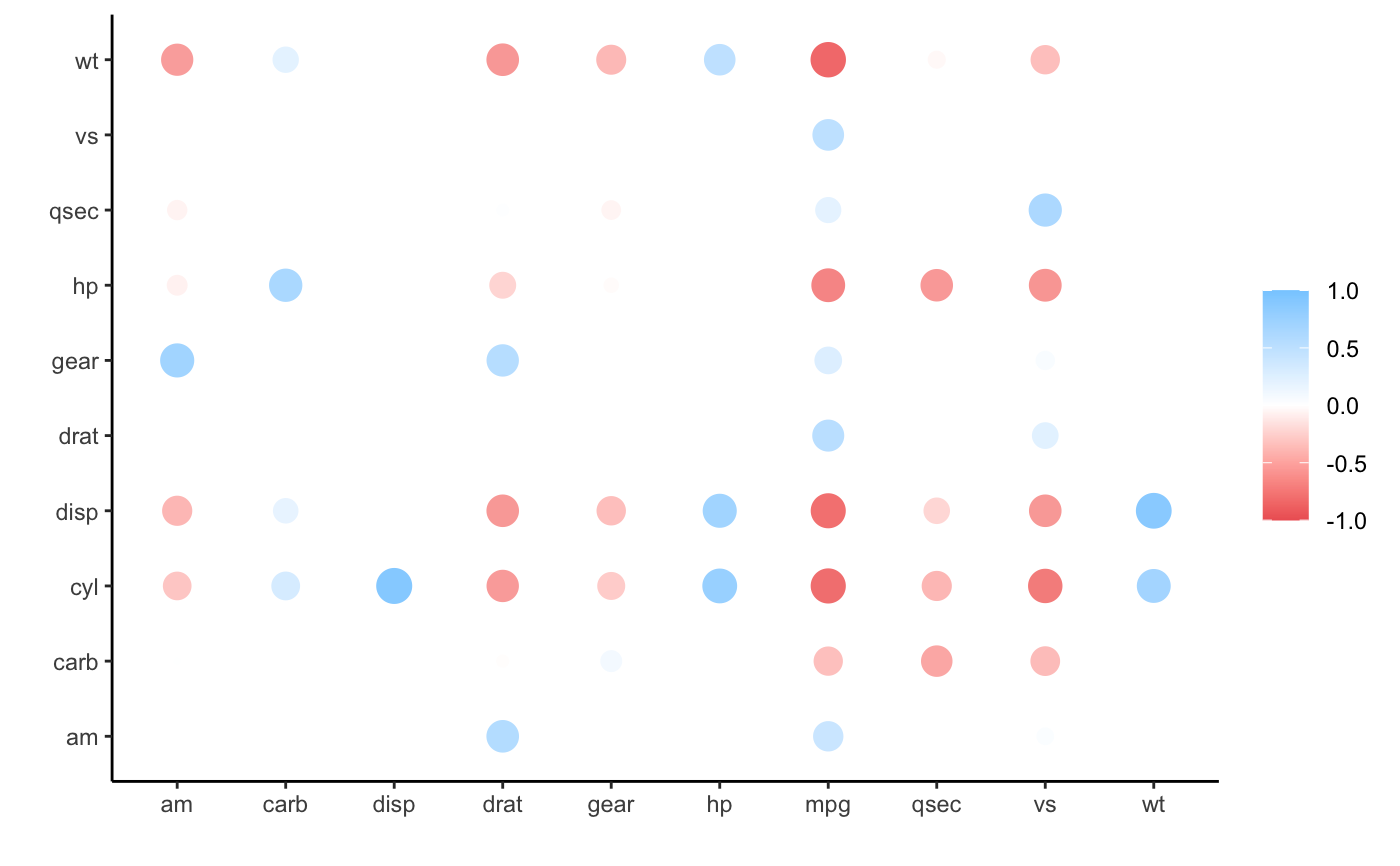 wt
vs
qsec
hp
gear
drat
disp
cyl
carb
am
am carb disp drat gear hp mpg qsec vs wt
1.0
0.5
0.0
-0.5
-1.0